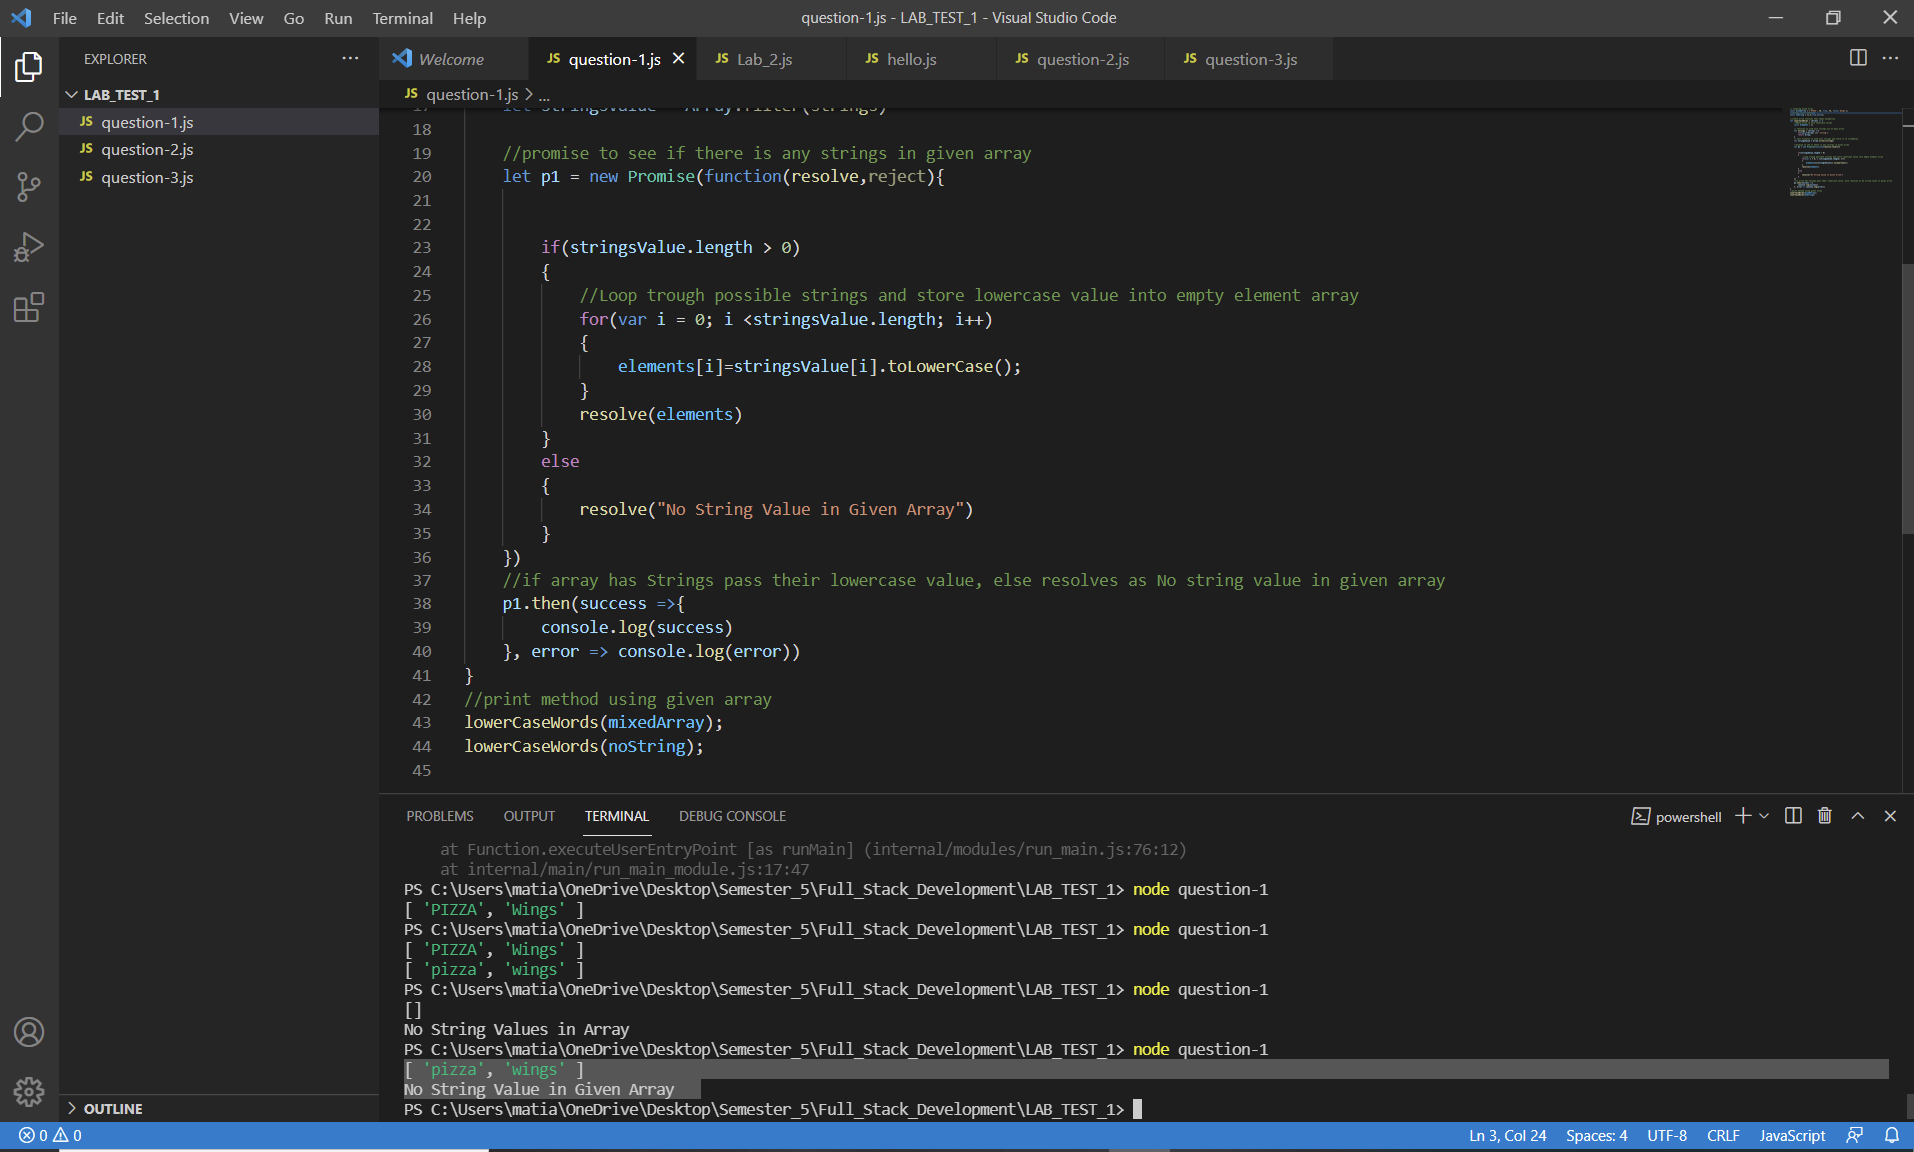 File Edit Selection View Go Run Terminal Help
question-1.js - LAB_TEST_1 - Visual Studio Code
EXPLORER
LAB_TEST_1
JS question-1.js
JS question-2.js
JS question-3.js
OUTLINE
Welcome
JS question-1.js
JS Lab_2.js
JS hello.js
JS question-2.js
JS question-3.js
JS question-1.js > ...
17 let stringsValue = Array.filter(strings)
18
19 //promise to see if there is any strings in given array
20 let p1 = new Promise(function(resolve,reject){
21
22
23 if(stringsValue.length > 0)
24 {
25 //Loop trough possible strings and store lowercase value into empty element array
26 for(var i = 0; i <stringsValue.length; i++)
27 {
28 elements[i]=stringsValue[i].toLowerCase();
29 }
30 resolve(elements)
31 }
32 else
33 {
34 resolve("No String Value in Given Array")
35 }
36 })
37 //if array has Strings pass their lowercase value, else resolves as No string value in given array
38 p1.then(success =>{
39 console.log(success)
40 }, error => console.log(error))
41 }
42 //print method using given array
43 lowerCaseWords(mixedArray);
44 lowerCaseWords(noString);
45
PROBLEMS OUTPUT TERMINAL DEBUG CONSOLE
powershell
at Function.executeUserEntryPoint [as runMain] (internal/modules/run_main.js:76:12)
at internal/main/run_main_module.js:17:47
PS C:\Users\matia\OneDrive\Desktop\Semester_5\Full_Stack_Development\LAB_TEST_1> node question-1
[ 'PIZZA', 'Wings' ]
PS C:\Users\matia\OneDrive\Desktop\Semester_5\Full_Stack_Development\LAB_TEST_1> node question-1
[ 'PIZZA', 'Wings' ]
[ 'pizza', 'wings' ]
PS C:\Users\matia\OneDrive\Desktop\Semester_5\Full_Stack_Development\LAB_TEST_1> node question-1
[]
No String Values in Array
PS C:\Users\matia\OneDrive\Desktop\Semester_5\Full_Stack_Development\LAB_TEST_1> node question-1
[ 'pizza', 'wings' ]
No String Value in Given Array
PS C:\Users\matia\OneDrive\Desktop\Semester_5\Full_Stack_Development\LAB_TEST_1>
0 0
Ln 3, Col 24 Spaces: 4 UTF-8 CRLF JavaScript